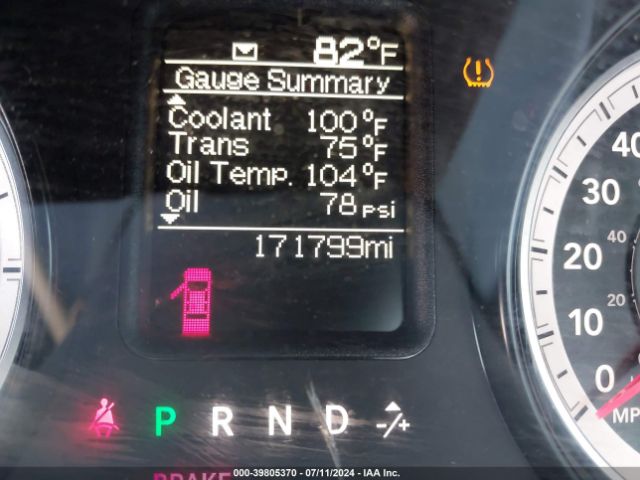 82°F
Gauge Summary
Coolant 100°F
Trans 75°F
Oil Temp. 104°F
Oil 78 PSI
171799mi
40
30
40
20
20
10
0
MP
P R N D -/+
BRAKE
000-39805370 - 07/11/2024 - IAA Inc.